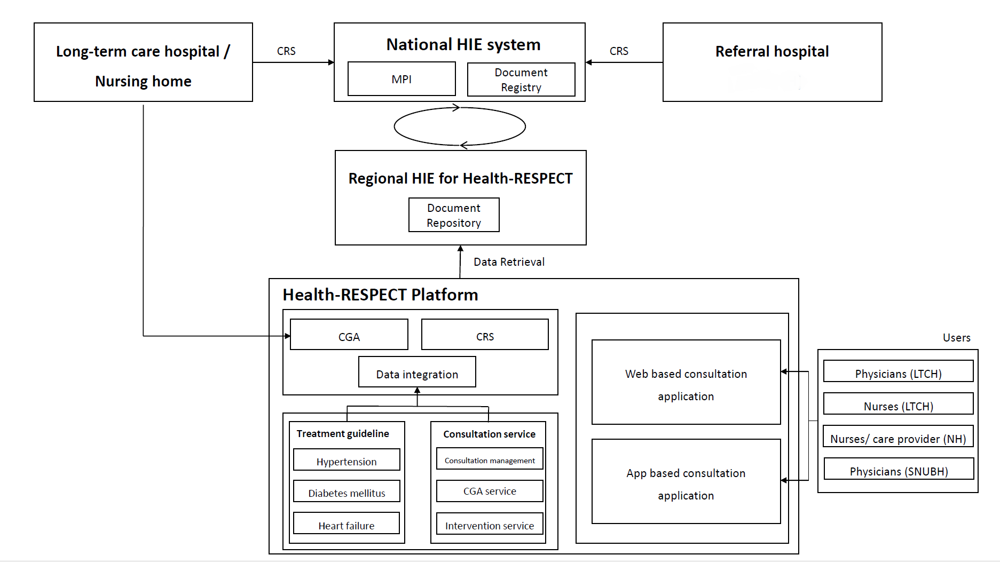 Long-term care hospital /
Nursing home
CRS
National HIE system
MPI
Document
Registry
CRS
Referral hospital
Regional HIE for Health-RESPECT
Document
Repository
Data Retrieval
Health-RESPECT Platform
CGA
CRS
Data integration
Treatment guideline
Hypertension
Diabetes mellitus
Heart failure
Consultation service
Consultation management
CGA service
Intervention service
Web based consultation
application
App based consultation
application
Users
Physicians (LTCH)
Nurses (LTCH)
Nurses/ care provider (NH)
Physicians (SNUBH)